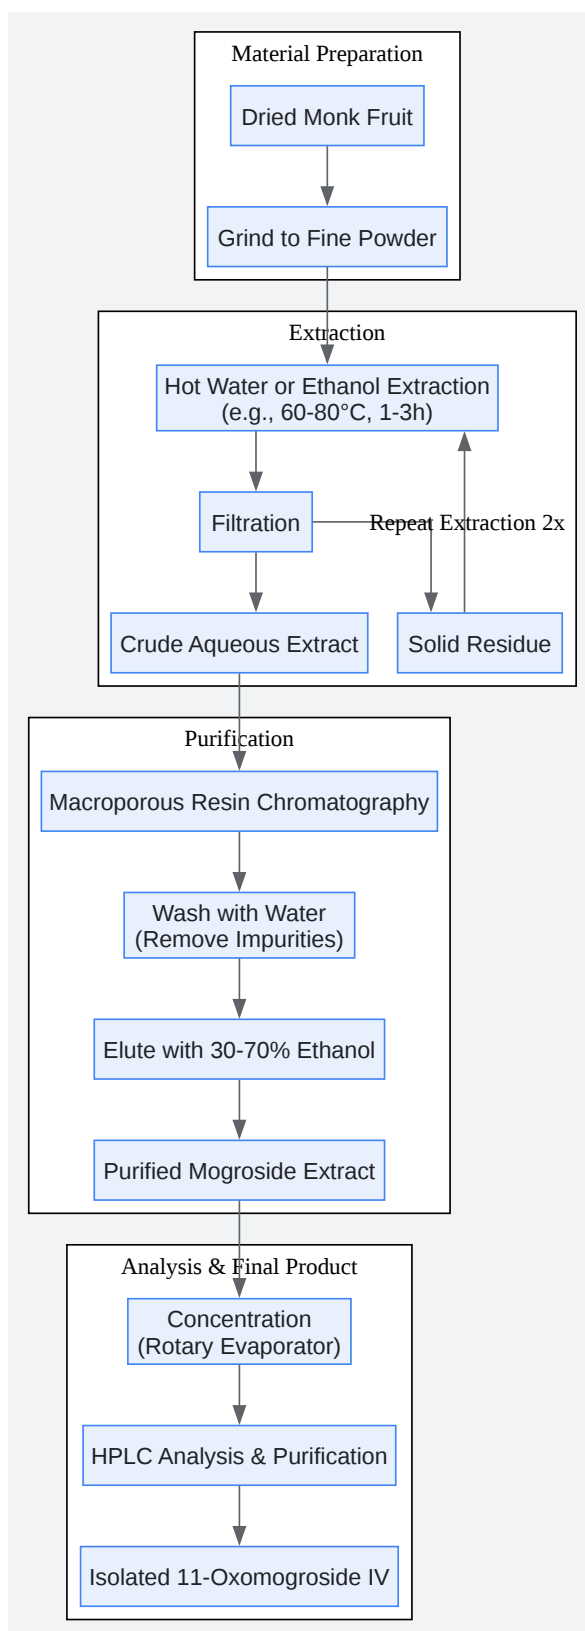 Material Preparation
Dried Monk Fruit
Grind to Fine Powder
Extraction
Hot Water or Ethanol Extraction
(e.g., 60-80°C, 1-3h)
Filtration
Repeat Extraction 2x
Crude Aqueous Extract
Solid Residue
Purification
Macroporous Resin Chromatography
Wash with Water
(Remove Impurities)
Elute with 30-70% Ethanol
Purified Mogroside Extract
Analysis & Final Product
Concentration
(Rotary Evaporator)
HPLC Analysis & Purification
Isolated 11-Oxomogroside IV